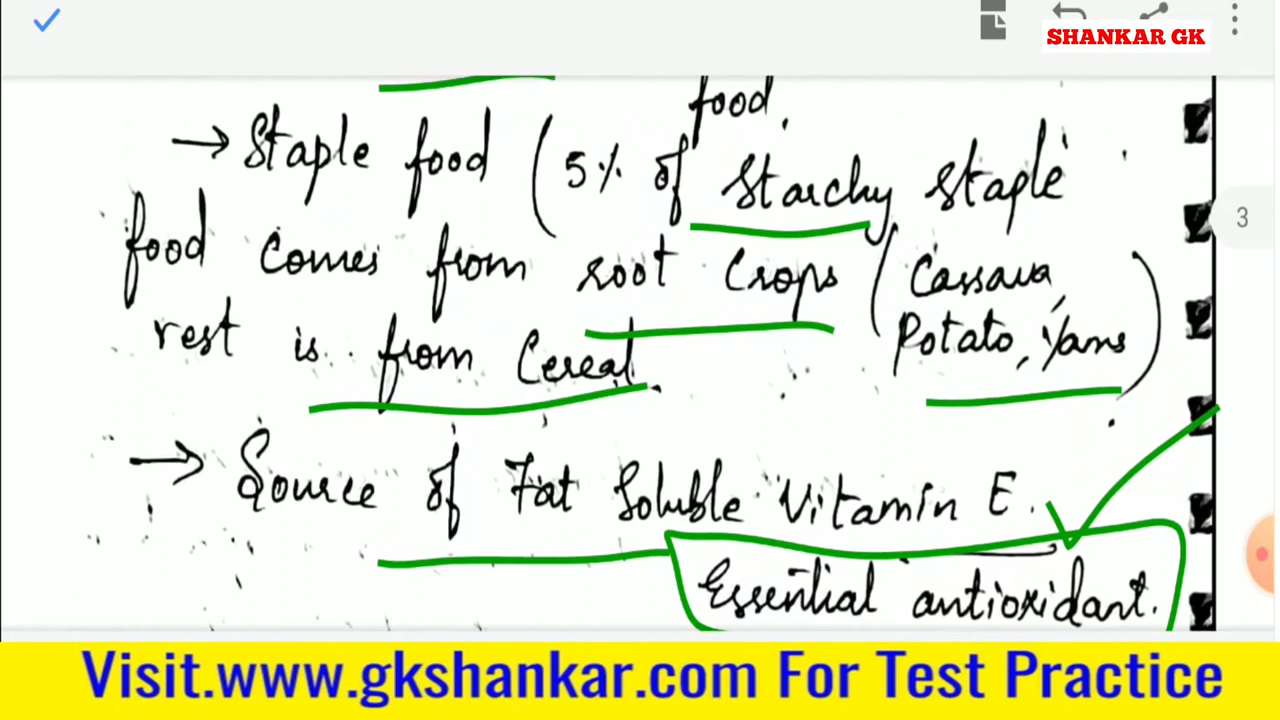 SHANKAR GK
food.
→ Staple food (5% of Starchy staple
3
food comes from root Crops (Cassava,
Potato, Yams)
rest is from Cereal.
→ Source of Fat Soluble Vitamin E.
Essential antioxidant.
Visit.www.gkshankar.com For Test Practice